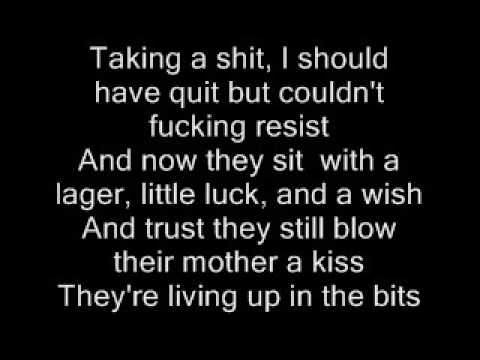 Taking a shit, I should
have quit but couldn't
fucking resist
And now they sit  with a
lager, little luck, and a wish
And trust they still blow
their mother a kiss
They're living up in the bits